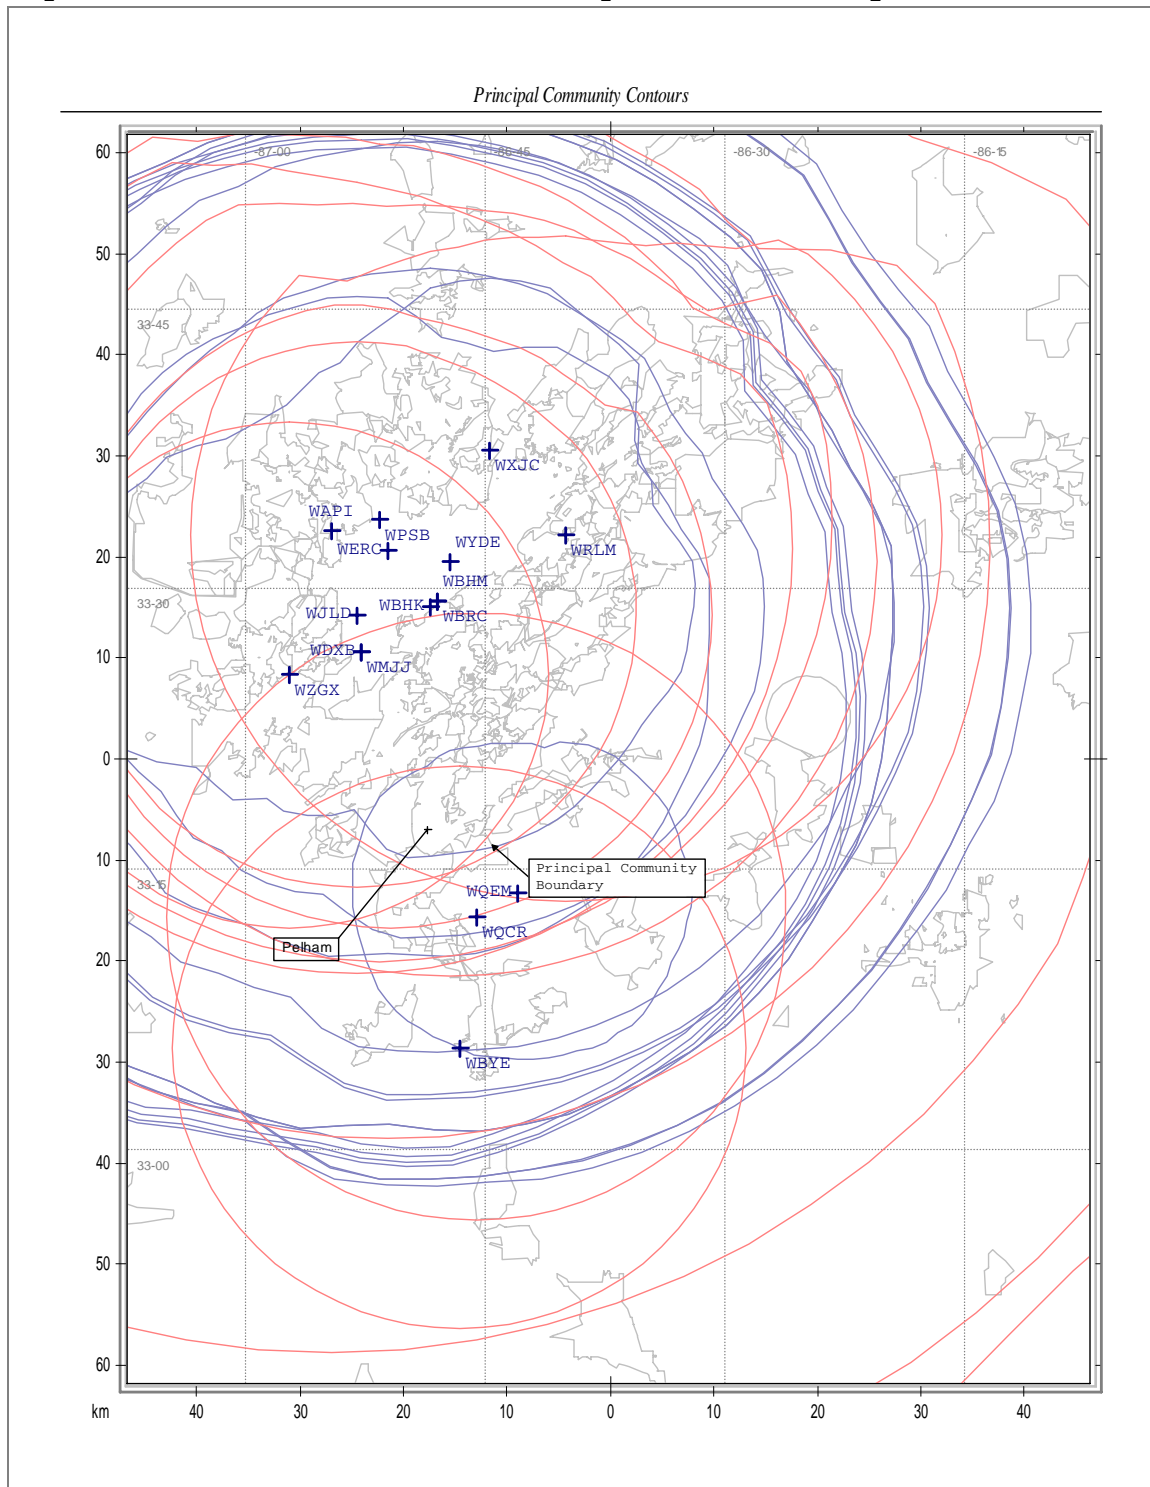 Principal Community Contours
60
-87-00
-86-45
-86-30
-86-15
50
33-45
40
30
WXJC
WAPI
WPSB
WERC
WYDE
WRLM
20
WBHM
33-30
WBHK
WJLD
WBRC
10
WDXB
WMJJ
WZGX
0
10
Principal Community
Boundary
33-15
WQEM
WQCR
Pelham
20
30
WBYE
40
33-00
50
60
km
40
30
20
10
0
10
20
30
40